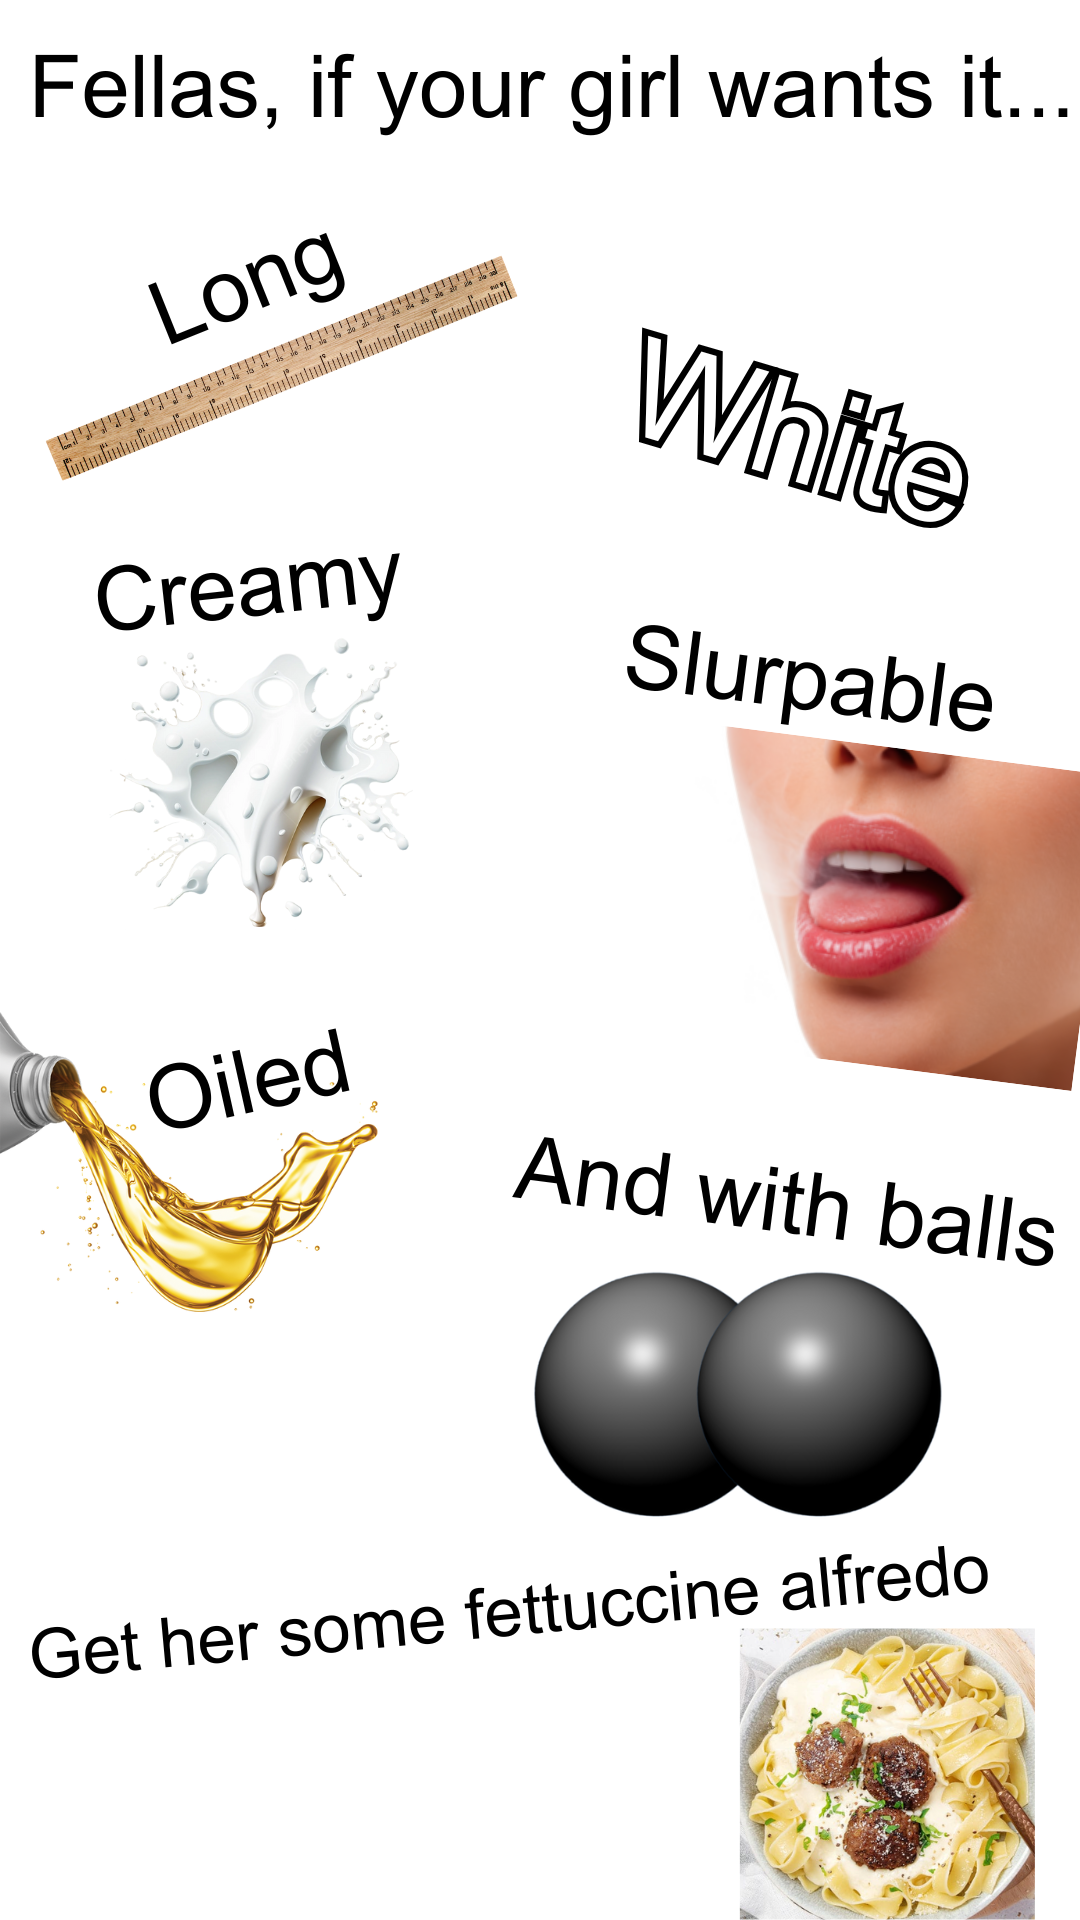 Fellas, if your girl wants it...
Long
White
Creamy
Slurpable
Oiled
And with balls
Get her some fettuccine alfredo